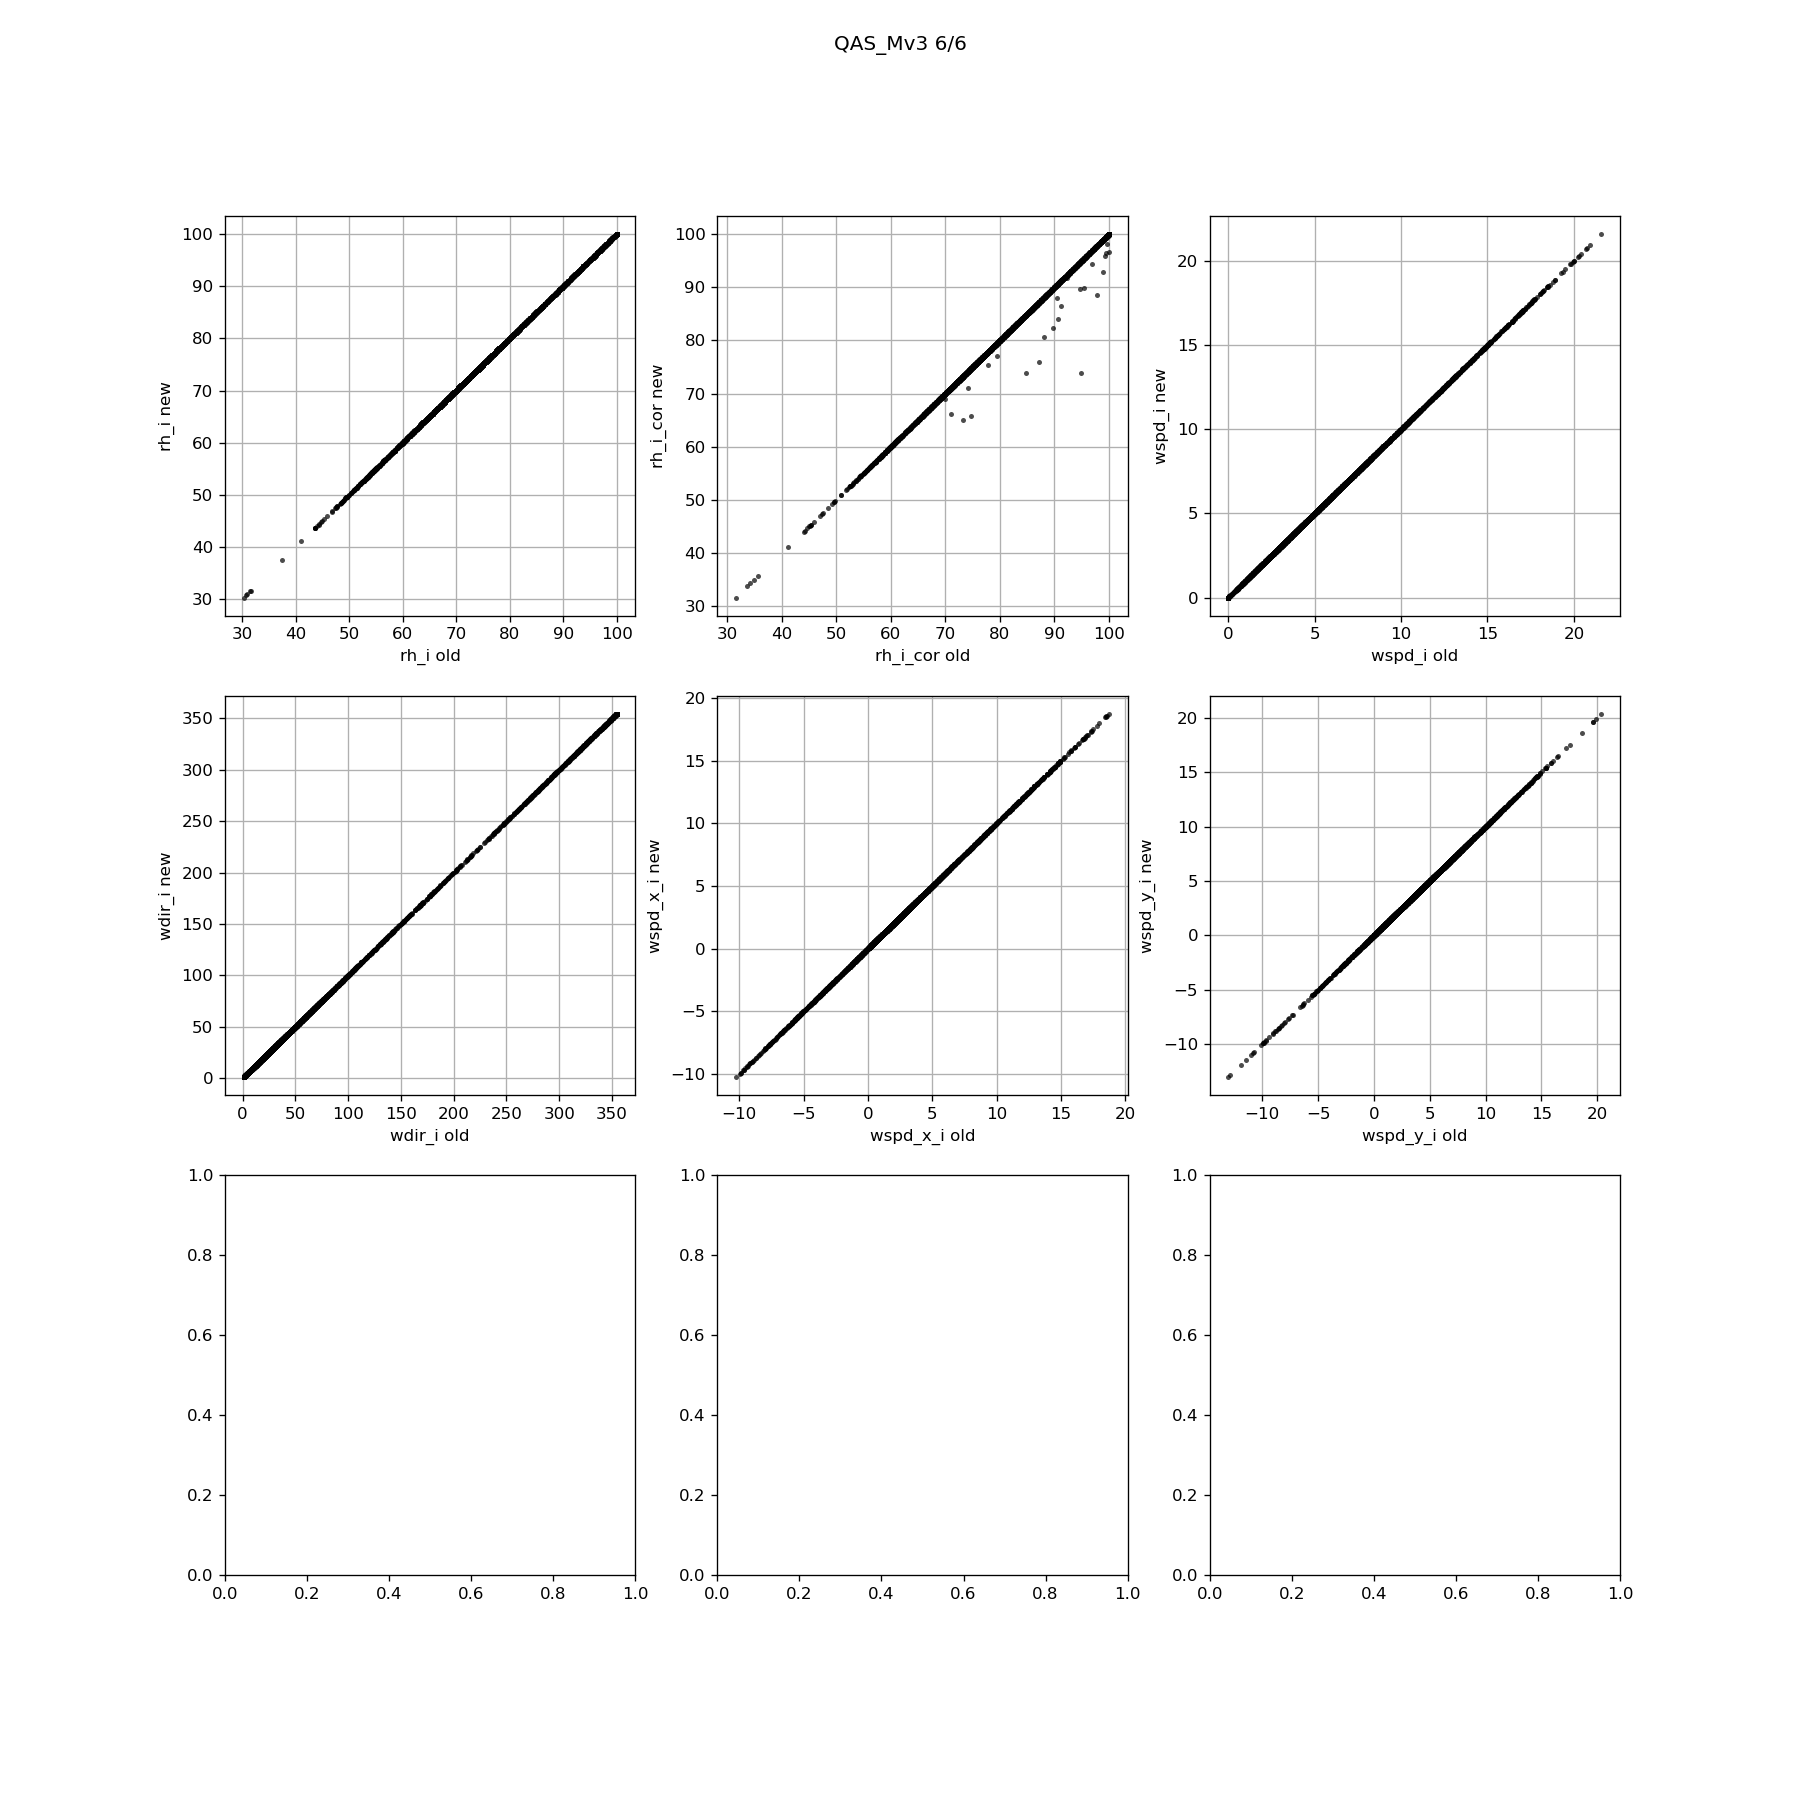 QAS_Mv3 6/6
100
90
80
70
60
50
40
30
rh_i new
30 40 50 60 70 80 90 100
rh_i old
100
90
80
70
60
50
40
30
rh_i_cor new
30 40 50 60 70 80 90 100
rh_i_cor old
20
15
10
5
0
wspd_i new
0 5 10 15 20
wspd_i old
350
300
250
200
150
100
50
0
wdir_i new
0 50 100 150 200 250 300 350
wdir_i old
20
15
10
5
0
−5
−10
wspd_x_i new
−10 −5 0 5 10 15 20
wspd_x_i old
20
15
10
5
0
−5
−10
wspd_y_i new
−10 −5 0 5 10 15 20
wspd_y_i old
1.0
0.8
0.6
0.4
0.2
0.0
0.0 0.2 0.4 0.6 0.8 1.0
1.0
0.8
0.6
0.4
0.2
0.0
0.0 0.2 0.4 0.6 0.8 1.0
1.0
0.8
0.6
0.4
0.2
0.0
0.0 0.2 0.4 0.6 0.8 1.0